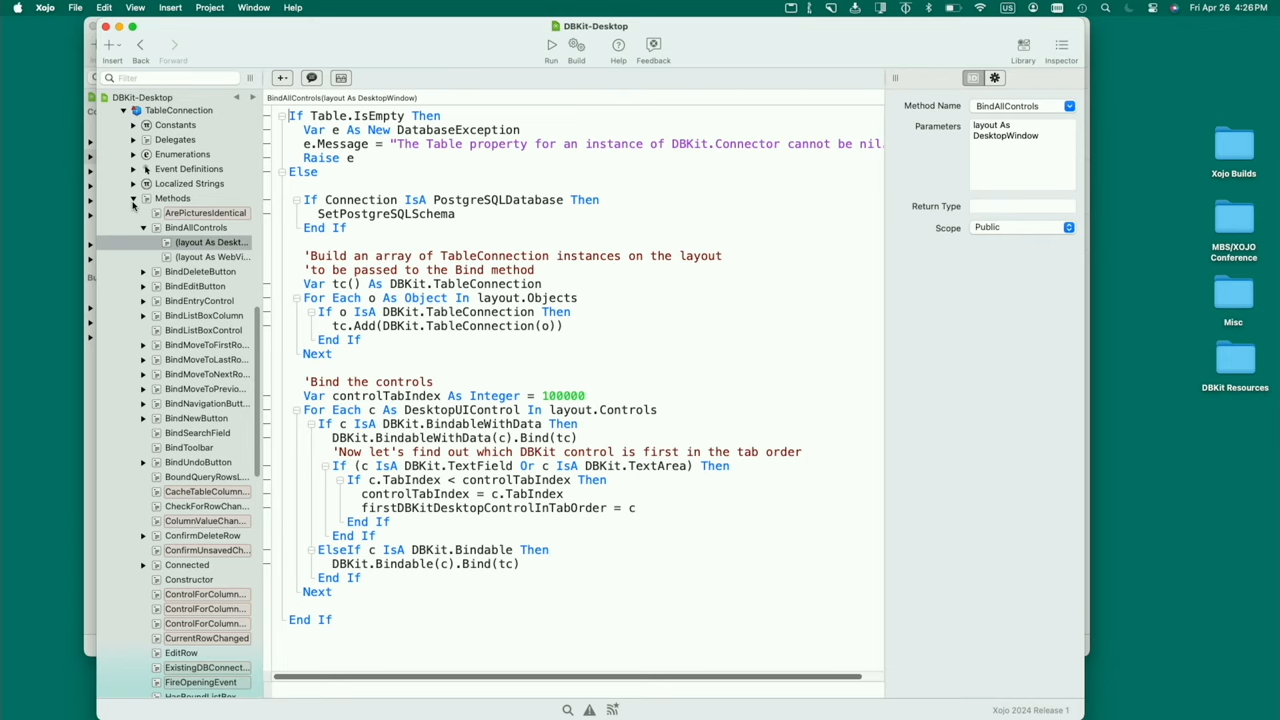 Xojo File Edit View Insert Project Window Help
US Fri Apr 26 4:26 PM
DBKit-Desktop
Insert Back Forward Run Build Help Feedback Library Inspector
Filter
DBKit-Desktop
TableConnection
Constants
Delegates
Enumerations
Event Definitions
Localized Strings
Methods
ArePicturesIdentical
BindAllControls
(layout As Deskt...
(layout As WebVi...
BindDeleteButton
BindEditButton
BindEntryControl
BindListBoxColumn
BindListBoxControl
BindMoveToFirstRo...
BindMoveToLastRo...
BindMoveToNextRo...
BindMoveToPrevio...
BindNavigationButt...
BindNewButton
BindSearchField
BindToolbar
BindUndoButton
BoundQueryRowsL...
CacheTableColumn...
CheckForRowChan...
ColumnValueChan...
ConfirmDeleteRow
ConfirmUnsavedCh...
Connected
Constructor
ControlForColumn...
ControlForColumn...
ControlForColumn...
CurrentRowChanged
EditRow
ExistingDBConnect...
FireOpeningEvent
HasBoundListBox
BindAllControls(layout As DesktopWindow)
If Table.IsEmpty Then
Var e As New DatabaseException
e.Message = "The Table property for an instance of DBKit.Connector cannot be nil.
Raise e
Else
If Connection IsA PostgreSQLDatabase Then
SetPostgreSQLSchema
End If
'Build an array of TableConnection instances on the layout
'to be passed to the Bind method
Var tc() As DBKit.TableConnection
For Each o As Object In layout.Objects
If o IsA DBKit.TableConnection Then
tc.Add(DBKit.TableConnection(o))
End If
Next
'Bind the controls
Var controlTabIndex As Integer = 100000
For Each c As DesktopUIControl In layout.Controls
If c IsA DBKit.BindableWithData Then
DBKit.BindableWithData(c).Bind(tc)
'Now let's find out which DBKit control is first in the tab order
If (c IsA DBKit.TextField Or c IsA DBKit.TextArea) Then
If c.TabIndex < controlTabIndex Then
controlTabIndex = c.TabIndex
firstDBKitDesktopControlInTabOrder = c
End If
End If
ElseIf c IsA DBKit.Bindable Then
DBKit.Bindable(c).Bind(tc)
End If
Next
End If
Method Name BindAllControls
Parameters layout As
DesktopWindow
Return Type
Scope Public
Xojo 2024 Release 1
Xojo Builds
MBS/XOJO
Conference
Misc
DBKit Resources